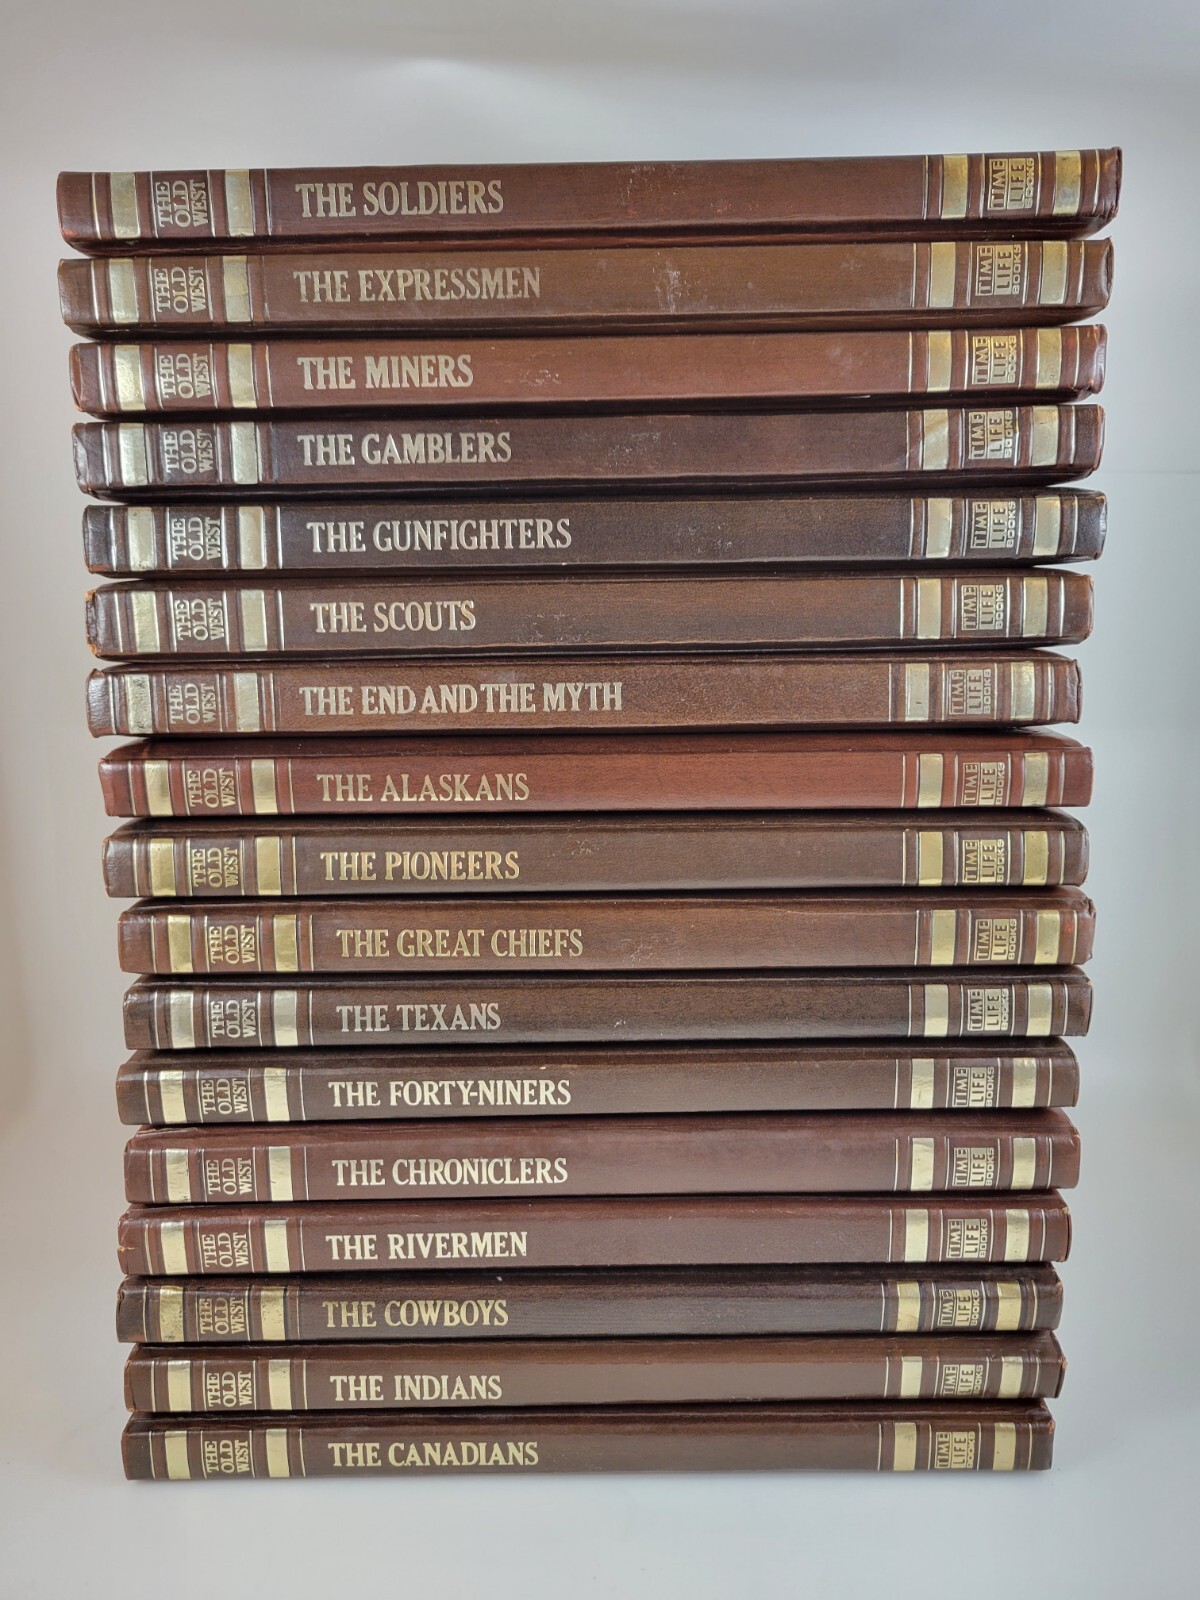 THE
OLD
WEST
THE SOLDIERS
TIME
LIFE
BOOKS
THE
OLD
WEST
THE EXPRESSMEN
TIME
LIFE
BOOKS
THE
OLD
WEST
THE MINERS
TIME
LIFE
BOOKS
THE
OLD
WEST
THE GAMBLERS
TIME
LIFE
BOOKS
THE
OLD
WEST
THE GUNFIGHTERS
TIME
LIFE
BOOKS
THE
OLD
WEST
THE SCOUTS
TIME
LIFE
BOOKS
THE
OLD
WEST
THE END AND THE MYTH
TIME
LIFE
BOOKS
THE
OLD
WEST
THE ALASKANS
TIME
LIFE
BOOKS
THE
OLD
WEST
THE PIONEERS
TIME
LIFE
BOOKS
THE
OLD
WEST
THE GREAT CHIEFS
TIME
LIFE
BOOKS
THE
OLD
WEST
THE TEXANS
TIME
LIFE
BOOKS
THE
OLD
WEST
THE FORTY-NINERS
TIME
LIFE
BOOKS
THE
OLD
WEST
THE CHRONICLERS
TIME
LIFE
BOOKS
THE
OLD
WEST
THE RIVERMEN
TIME
LIFE
BOOKS
THE
OLD
WEST
THE COWBOYS
TIME
LIFE
BOOKS
THE
OLD
WEST
THE INDIANS
TIME
LIFE
BOOKS
THE
OLD
WEST
THE CANADIANS
TIME
LIFE
BOOKS